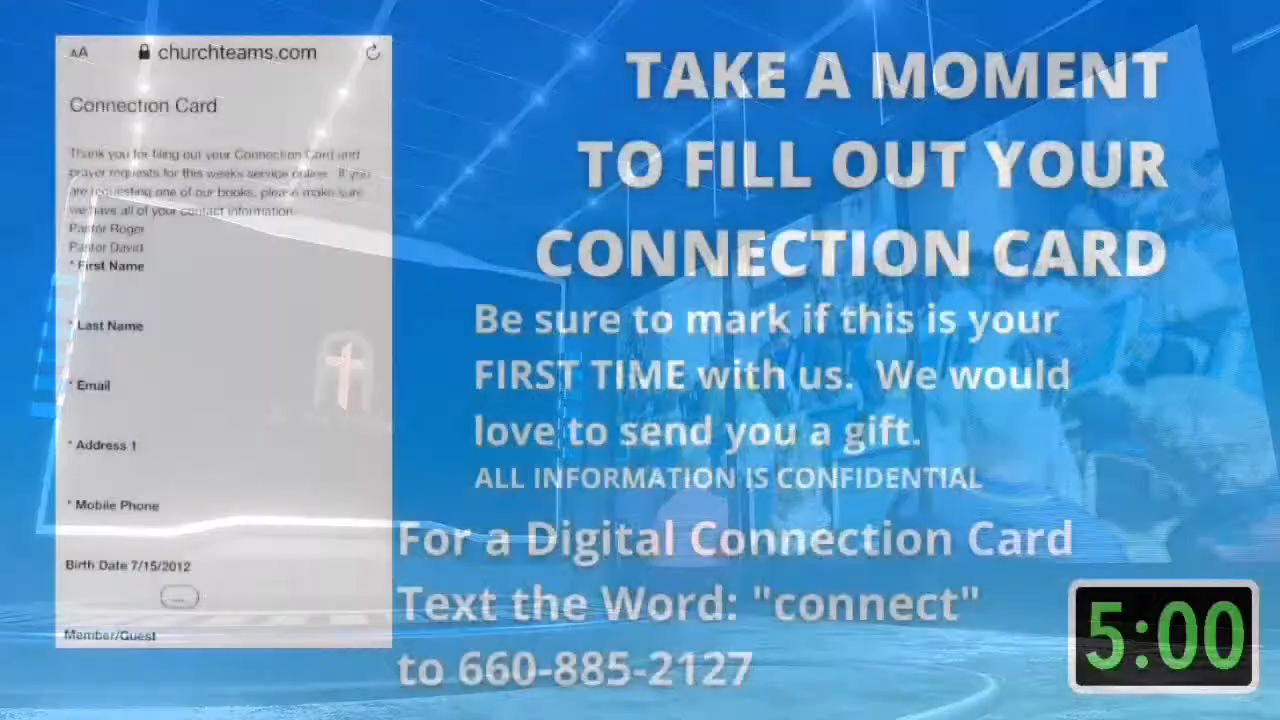 AA churchteams.com
Connection Card
Thank you for filing out your Connection Card and
prayer requests for this weeks service online. If you
are requesting one of our books, please make sure
we have all of your contact information.
Pastor Roger
Pastor David
* First Name
* Last Name
* Email
* Address 1
* Mobile Phone
Birth Date 7/15/2012
...
Member/Guest
TAKE A MOMENT
TO FILL OUT YOUR
CONNECTION CARD
Be sure to mark if this is your
FIRST TIME with us. We would
love to send you a gift.
ALL INFORMATION IS CONFIDENTIAL
For a Digital Connection Card
Text the Word: "connect"
to 660-885-2127
5:00